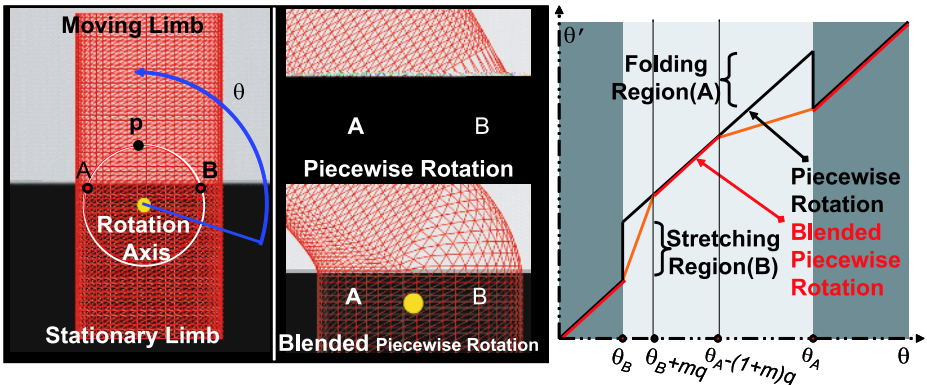 Moving Limb
θ
p
A
B
Rotation
Axis
Stationary Limb
A
B
Piecewise Rotation
A
B
Blended Piecewise Rotation
θ′
Folding
Region(A)
Stretching
Region(B)
Piecewise
Rotation
Blended
Piecewise
Rotation
θB
θB+mq
θA-(1+m)q
θA
θ